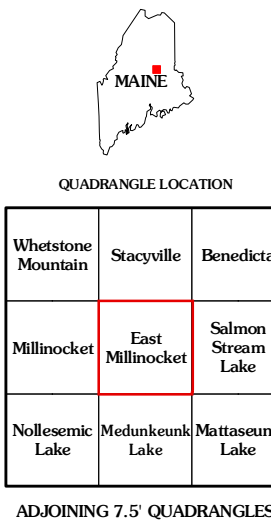 MAINE
QUADRANGLE LOCATION
Whetstone
Mountain
Stacyville
Benedicta
Millinocket
East
Millinocket
Salmon
Stream
Lake
Nollesemic
Lake
Medunkeunk
Lake
Mattaseunk
Lake
ADJOINING 7.5' QUADRANGLES